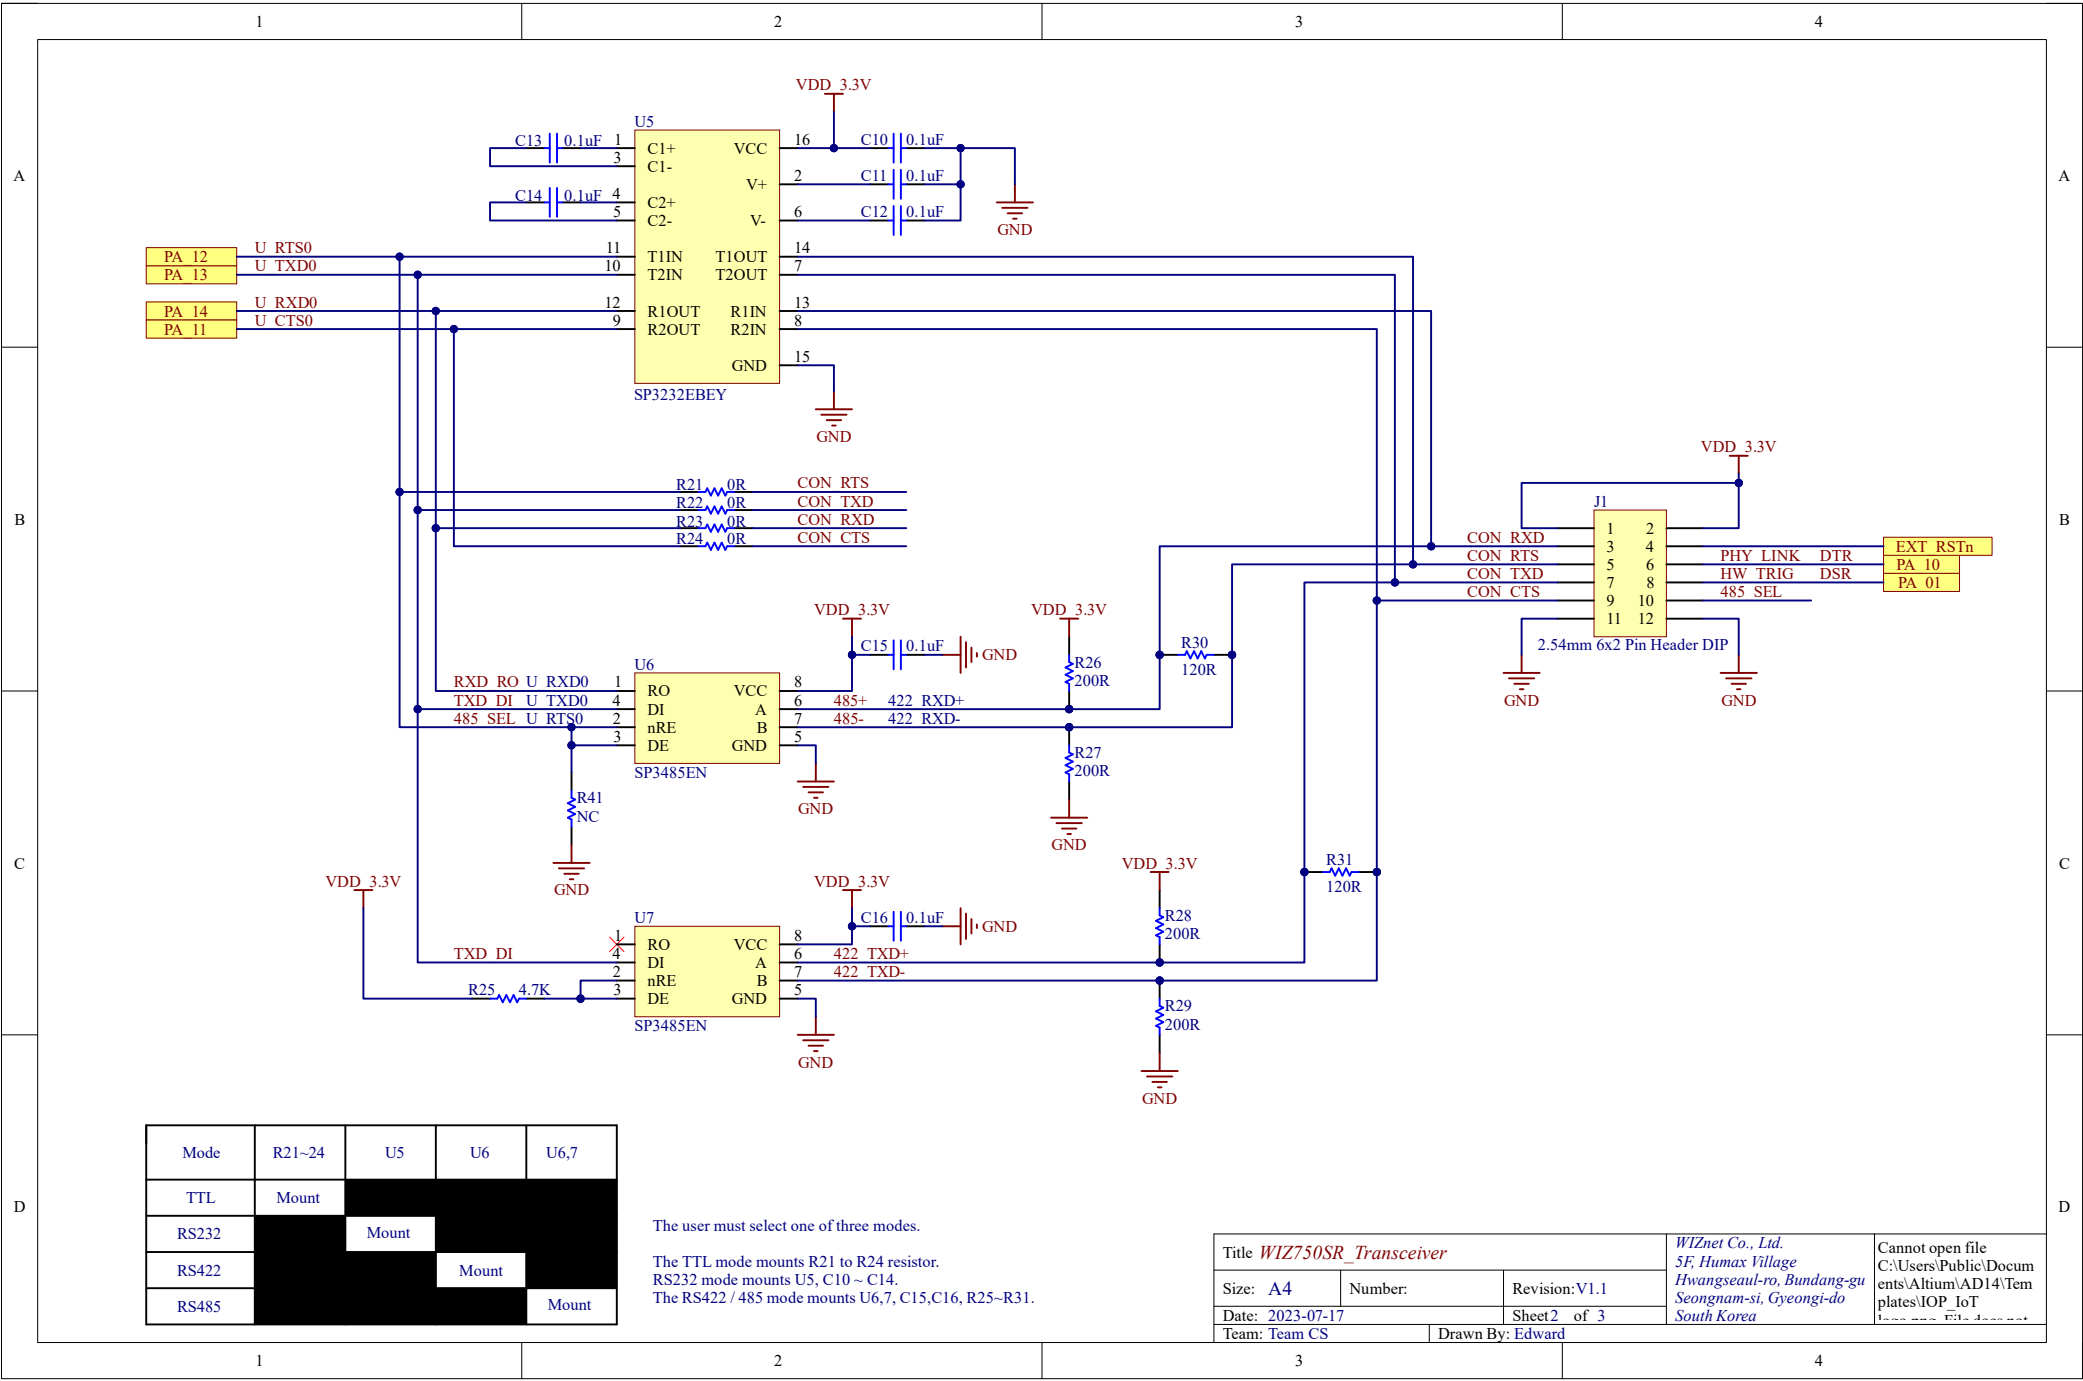 1 2 3 4
A A
B B
C C
D D
1 2 3 4
VDD_3.3V
U5
C13 0.1uF 1 C1+ VCC 16 C10 0.1uF
3 C1-
V+ 2 C11 0.1uF
C14 0.1uF 4 C2+
5 C2- V- 6 C12 0.1uF
GND
PA_12 U_RTS0 11 T1IN T1OUT 14
PA_13 U_TXD0 10 T2IN T2OUT 7
PA_14 U_RXD0 12 R1OUT R1IN 13
PA_11 U_CTS0 9 R2OUT R2IN 8
GND 15
SP3232EBEY
GND
R21 0R CON_RTS
R22 0R CON_TXD
R23 0R CON_RXD
R24 0R CON_CTS
VDD_3.3V
J1
1 2
CON_RXD 3 4 EXT_RSTn
CON_RTS 5 6 PHY_LINK DTR PA_10
CON_TXD 7 8 HW_TRIG DSR PA_01
CON_CTS 9 10 485_SEL
11 12
2.54mm 6x2 Pin Header DIP
GND GND
VDD_3.3V VDD_3.3V
C15 0.1uF GND
R26
200R
R30
120R
U6
RXD_RO U_RXD0 1 RO VCC 8
TXD_DI U_TXD0 4 DI A 6 485+ 422_RXD+
485_SEL U_RTS0 2 nRE B 7 485- 422_RXD-
3 DE GND 5
SP3485EN
GND
R27
200R
GND
R41
NC
GND
VDD_3.3V VDD_3.3V VDD_3.3V
C16 0.1uF GND
R31
120R
R28
200R
U7
1 RO VCC 8
TXD_DI 4 DI A 6 422_TXD+
2 nRE B 7 422_TXD-
R25 4.7K 3 DE GND 5
SP3485EN
GND
R29
200R
GND
Mode R21~24 U5 U6 U6,7
TTL Mount
RS232 Mount
RS422 Mount
RS485 Mount
The user must select one of three modes.
The TTL mode mounts R21 to R24 resistor.
RS232 mode mounts U5, C10 ~ C14.
The RS422 / 485 mode mounts U6,7, C15,C16, R25~R31.
Title WIZ750SR_Transceiver
Size: A4 Number: Revision:V1.1
Date: 2023-07-17 Sheet2 of 3
Team: Team CS Drawn By: Edward
WIZnet Co., Ltd.
5F, Humax Village
Hwangseaul-ro, Bundang-gu
Seongnam-si, Gyeongi-do
South Korea
Cannot open file
C:\Users\Public\Docum
ents\Altium\AD14\Tem
plates\IOP_IoT